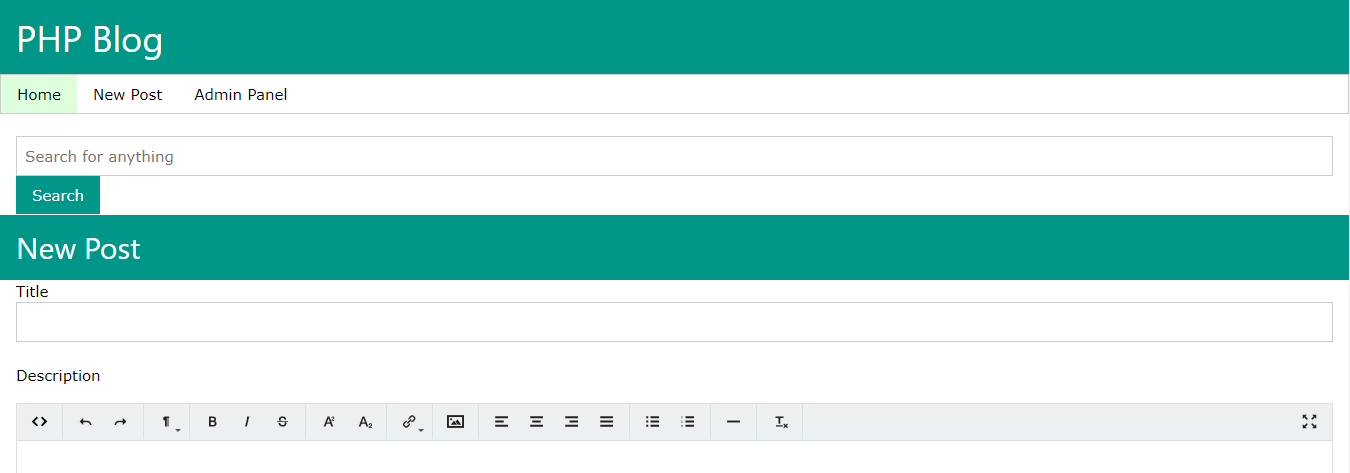 PHP Blog
Home New Post Admin Panel
Search for anything
Search
New Post
Title
Description